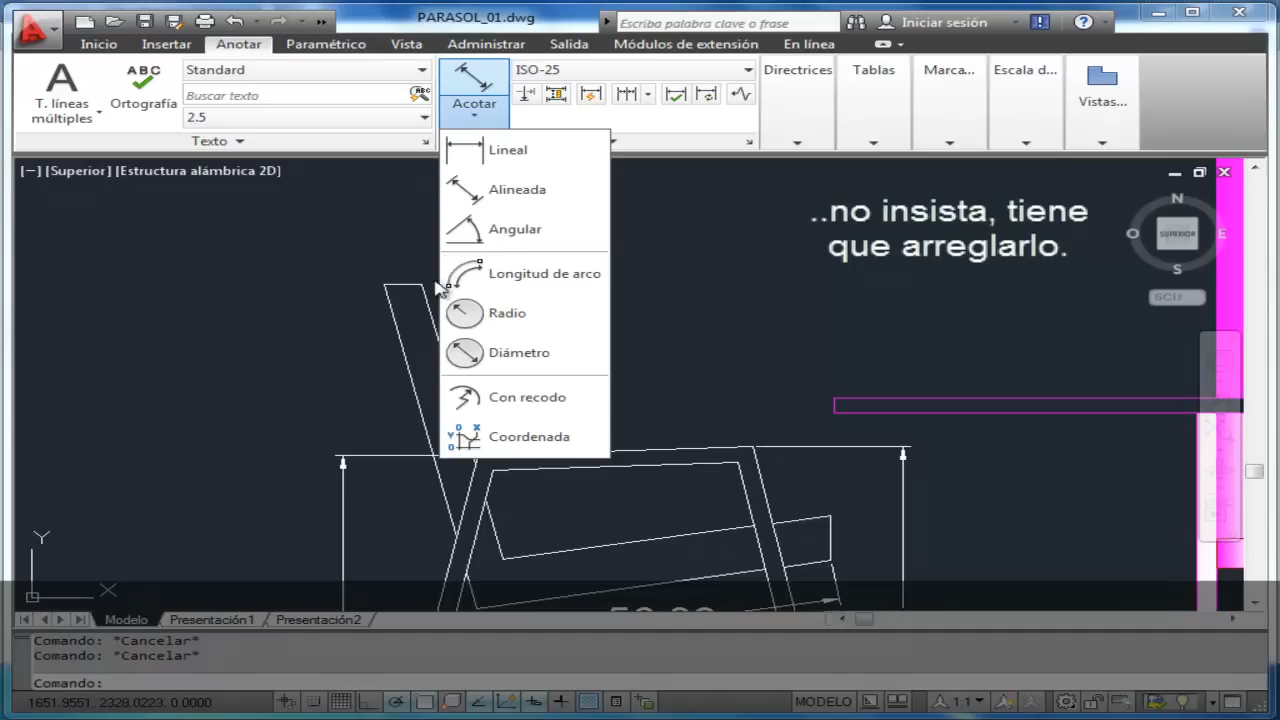 PARASOL_01.dwg
Escriba palabra clave o frase
Iniciar sesión
Inicio Insertar Anotar Paramétrico Vista Administrar Salida Módulos de extensión En línea
T. líneas múltiples
ABC Ortografía
Standard
Buscar texto
2.5
Texto
Acotar
ISO-25
Directrices Tablas Marca... Escala d... Vistas...
Lineal
Alineada
Angular
Longitud de arco
Radio
Diámetro
Con recodo
Coordenada
[−] [Superior] [Estructura alámbrica 2D]
..no insista, tiene
que arreglarlo.
N
O SUPERIOR E
S
SCU
Y
X
Modelo Presentación1 Presentación2
Comando: *Cancelar*
Comando: *Cancelar*
Comando:
1651.9551, 2328.0223, 0.0000 MODELO 1:1